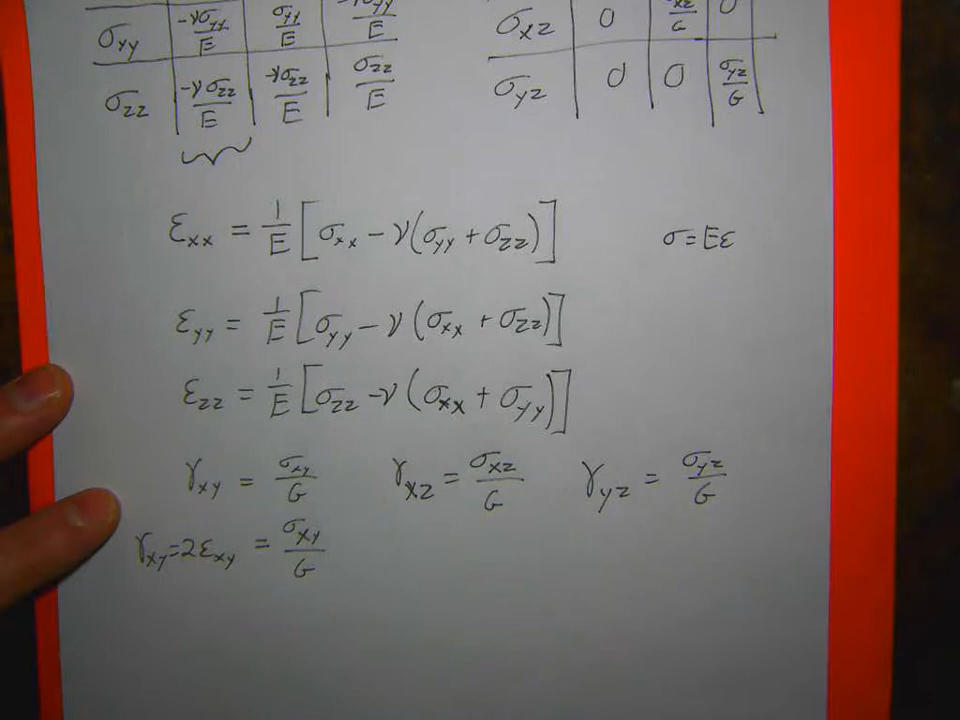 σyy -νσyy/E σyy/E -νσyy/E
σzz -νσzz/E -νσzz/E σzz/E
σxz 0 σxz/G 0
σyz 0 0 σyz/G
εxx = 1/E [σxx - ν(σyy + σzz)]
σ = Eε
εyy = 1/E [σyy - ν(σxx + σzz)]
εzz = 1/E [σzz - ν(σxx + σyy)]
γxy = σxy/G γxz = σxz/G γyz = σyz/G
γxy = 2εxy = σxy/G